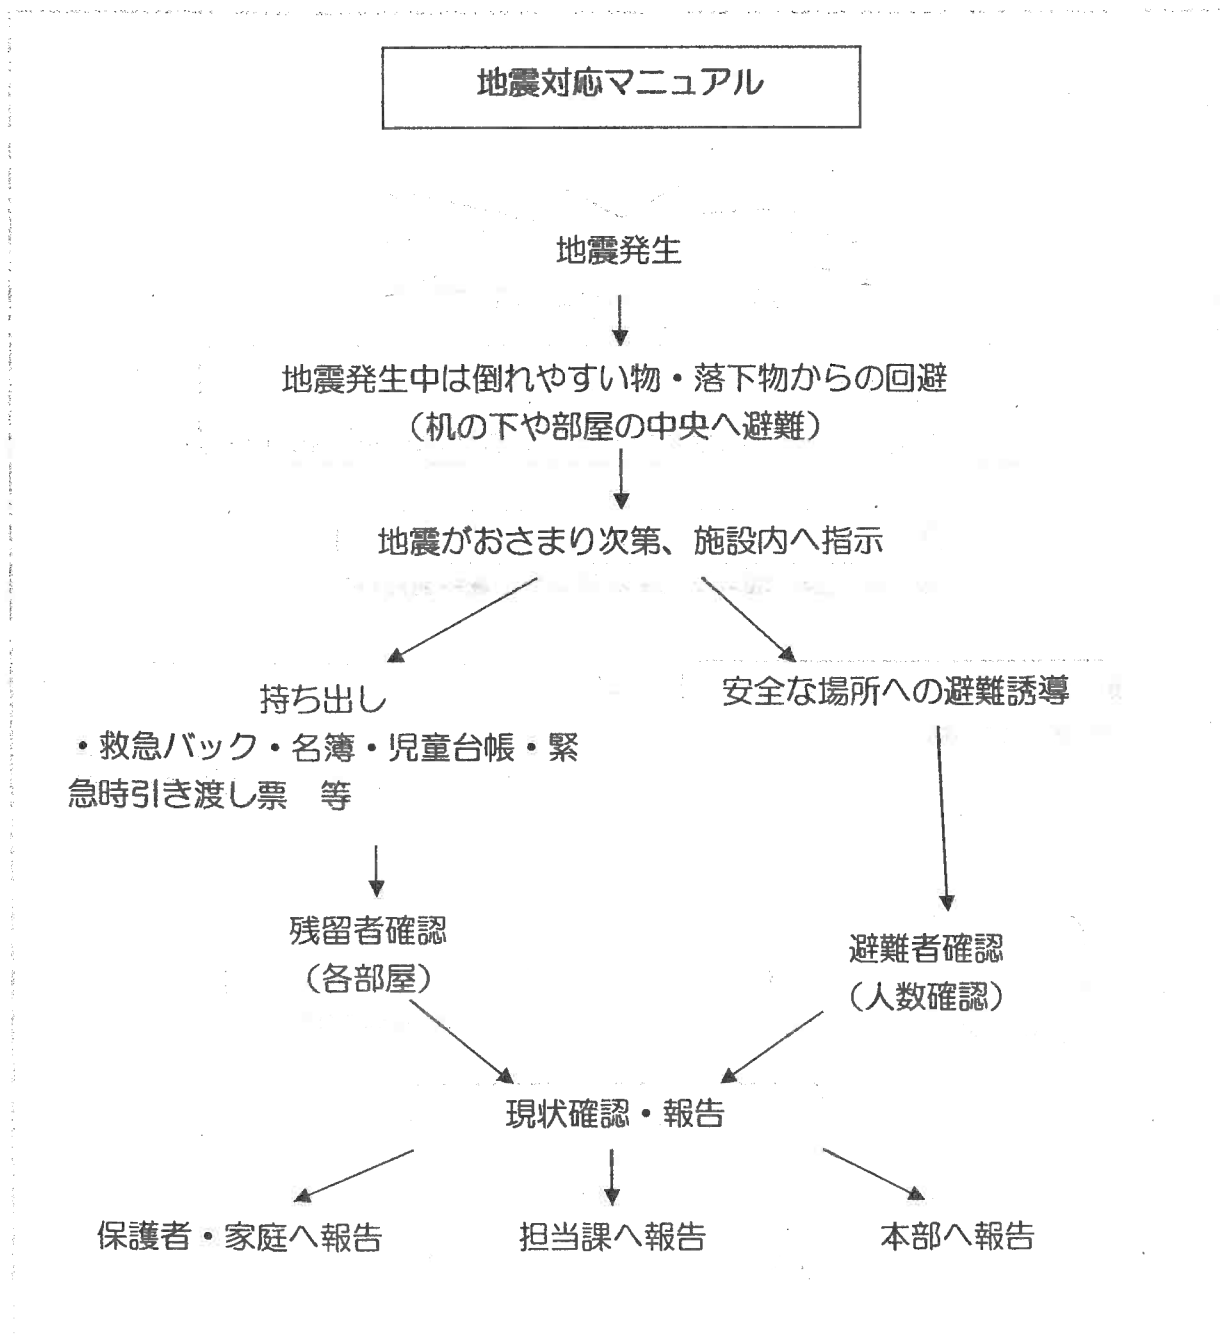 地震対応マニュアル
地震発生
地震発生中は倒れやすい物・落下物からの回避
（机の下や部屋の中央へ避難）
地震がおさまり次第、施設内へ指示
持ち出し
・救急バック・名簿・児童台帳・緊
急時引き渡し票　等
安全な場所への避難誘導
残留者確認
（各部屋）
避難者確認
（人数確認）
現状確認・報告
保護者・家庭へ報告
担当課へ報告
本部へ報告